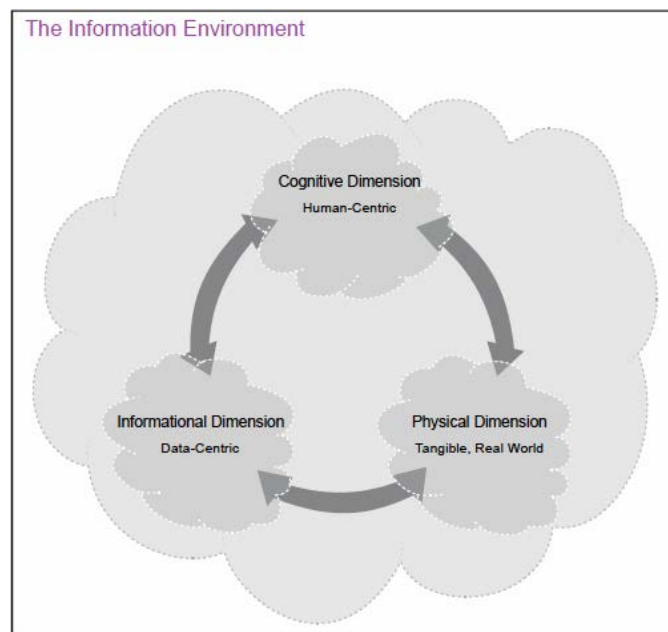 The Information Environment
Cognitive Dimension
Human-Centric
Informational Dimension
Data-Centric
Physical Dimension
Tangible, Real World